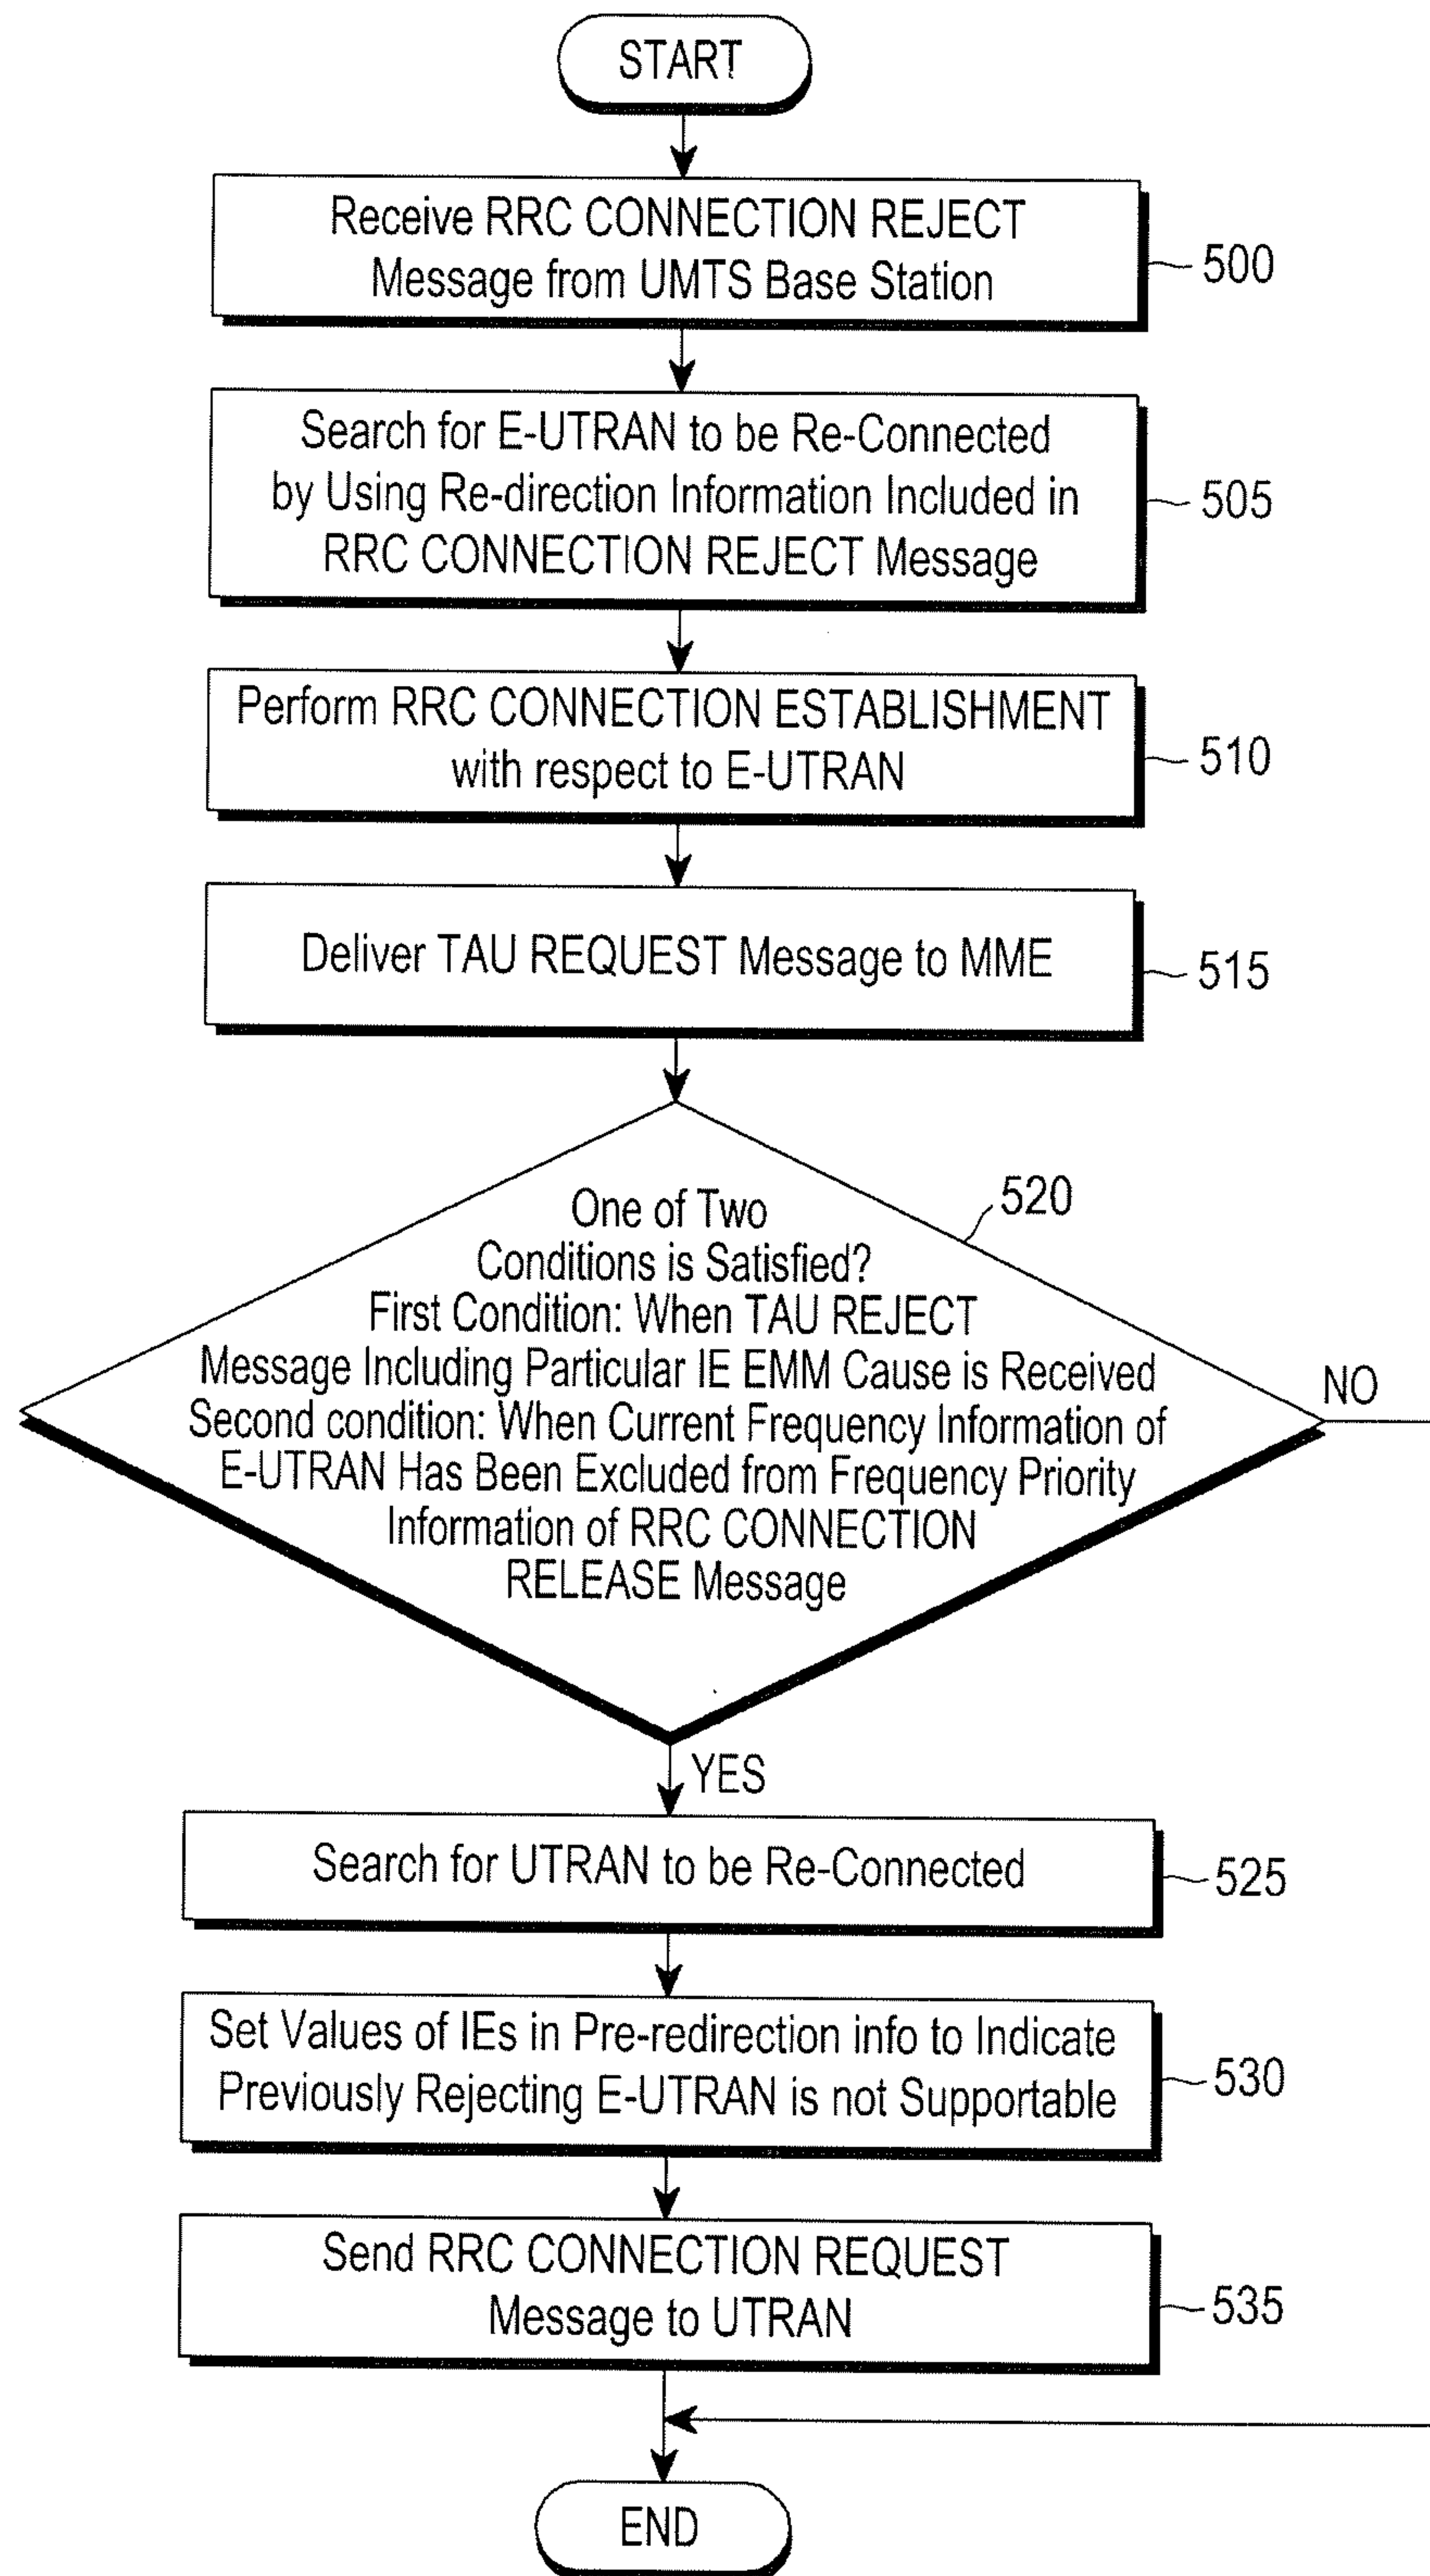 START
Receive RRC CONNECTION REJECT
Message from UMTS Base Station
500
Search for E-UTRAN to be Re-Connected
by Using Re-direction Information Included in
RRC CONNECTION REJECT Message
505
Perform RRC CONNECTION ESTABLISHMENT
with respect to E-UTRAN
510
Deliver TAU REQUEST Message to MME
515
520
One of Two
Conditions is Satisfied?
First Condition: When TAU REJECT
Message Including Particular IE EMM Cause is Received
Second condition: When Current Frequency Information of
E-UTRAN Has Been Excluded from Frequency Priority
Information of RRC CONNECTION
RELEASE Message
NO
YES
Search for UTRAN to be Re-Connected
525
Set Values of IEs in Pre-redirection info to Indicate
Previously Rejecting E-UTRAN is not Supportable
530
Send RRC CONNECTION REQUEST
Message to UTRAN
535
END